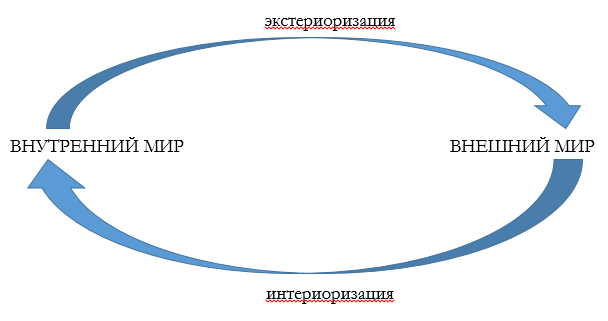 экстериоризация
ВНУТРЕННИЙ МИР
ВНЕШНИЙ МИР
интериоризация